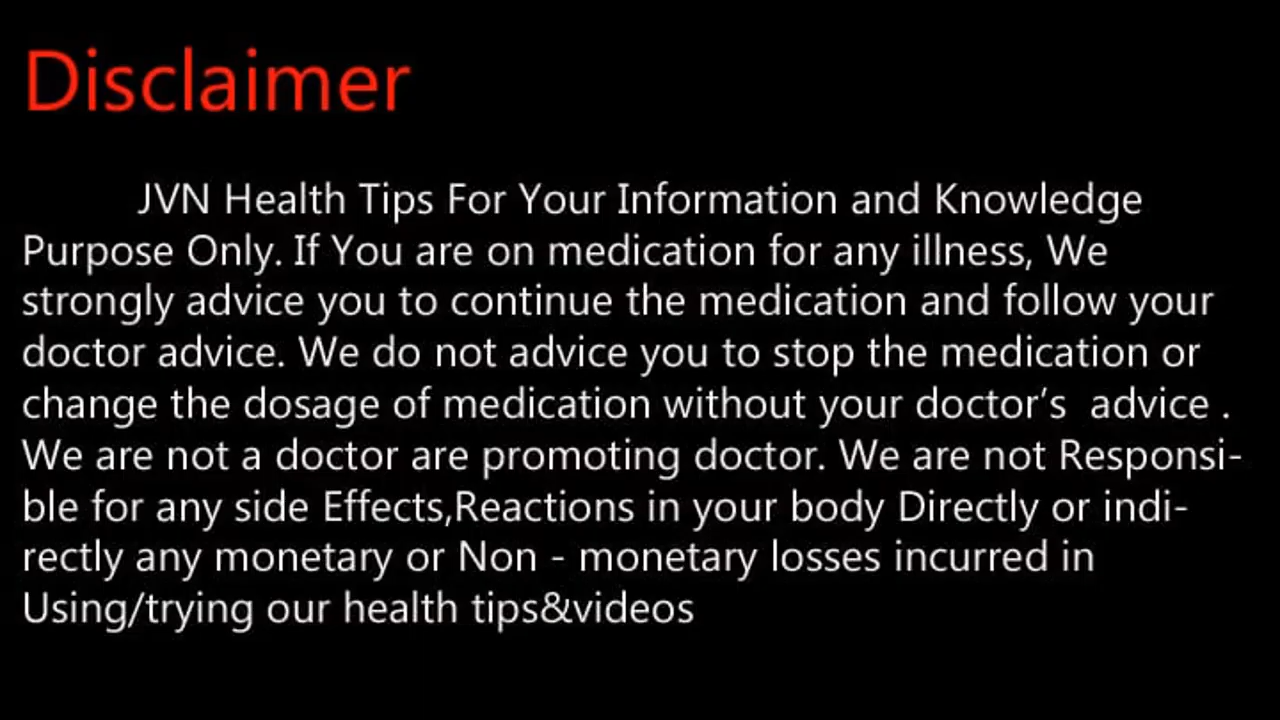 Disclaimer
JVN Health Tips For Your Information and Knowledge
Purpose Only. If You are on medication for any illness, We
strongly advice you to continue the medication and follow your
doctor advice. We do not advice you to stop the medication or
change the dosage of medication without your doctor's  advice .
We are not a doctor are promoting doctor. We are not Responsi-
ble for any side Effects,Reactions in your body Directly or indi-
rectly any monetary or Non - monetary losses incurred in
Using/trying our health tips&videos